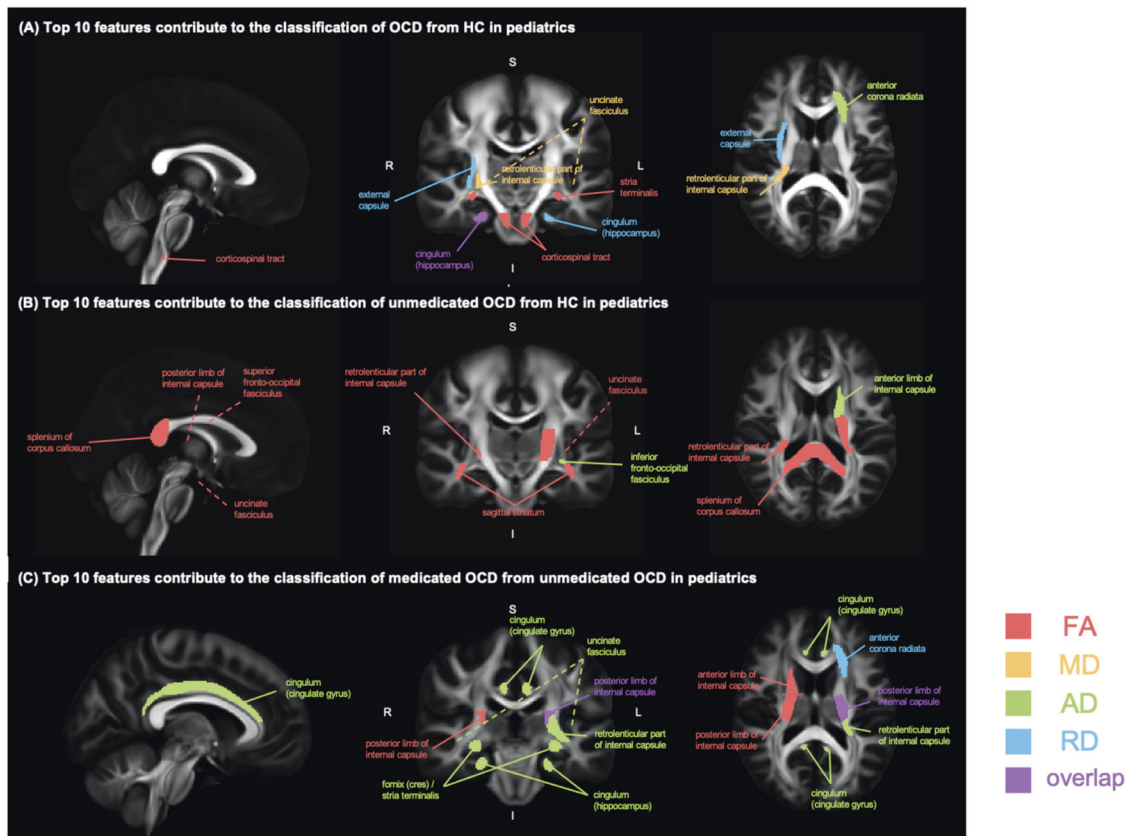 (A) Top 10 features contribute to the classification of OCD from HC in pediatrics
S
R
L
I
corticospinal tract
uncinate
fasciculus
retrolenticular part of
internal capsule
external
capsule
stria
terminalis
cingulum
(hippocampus)
cingulum
(hippocampus)
corticospinal tract
anterior
corona radiata
external
capsule
retrolenticular part of
internal capsule
(B) Top 10 features contribute to the classification of unmedicated OCD from HC in pediatrics
S
R
L
I
posterior limb of
internal capsule
superior
fronto-occipital
fasciculus
splenium of
corpus callosum
uncinate
fasciculus
retrolenticular part of
internal capsule
uncinate
fasciculus
inferior
fronto-occipital
fasciculus
sagittal striatum
anterior limb of
internal capsule
retrolenticular part of
internal capsule
splenium of
corpus callosum
(C) Top 10 features contribute to the classification of medicated OCD from unmedicated OCD in pediatrics
S
R
L
I
cingulum
(cingulate gyrus)
cingulum
(cingulate gyrus)
uncinate
fasciculus
posterior limb of
internal capsule
posterior limb of
internal capsule
retrolenticular part
of internal capsule
fornix (cres) /
stria terminalis
cingulum
(hippocampus)
cingulum
(cingulate gyrus)
anterior
corona radiata
anterior limb of
internal capsule
posterior limb of
internal capsule
posterior limb of
internal capsule
retrolenticular part
of internal capsule
cingulum
(cingulate gyrus)
FA
MD
AD
RD
overlap